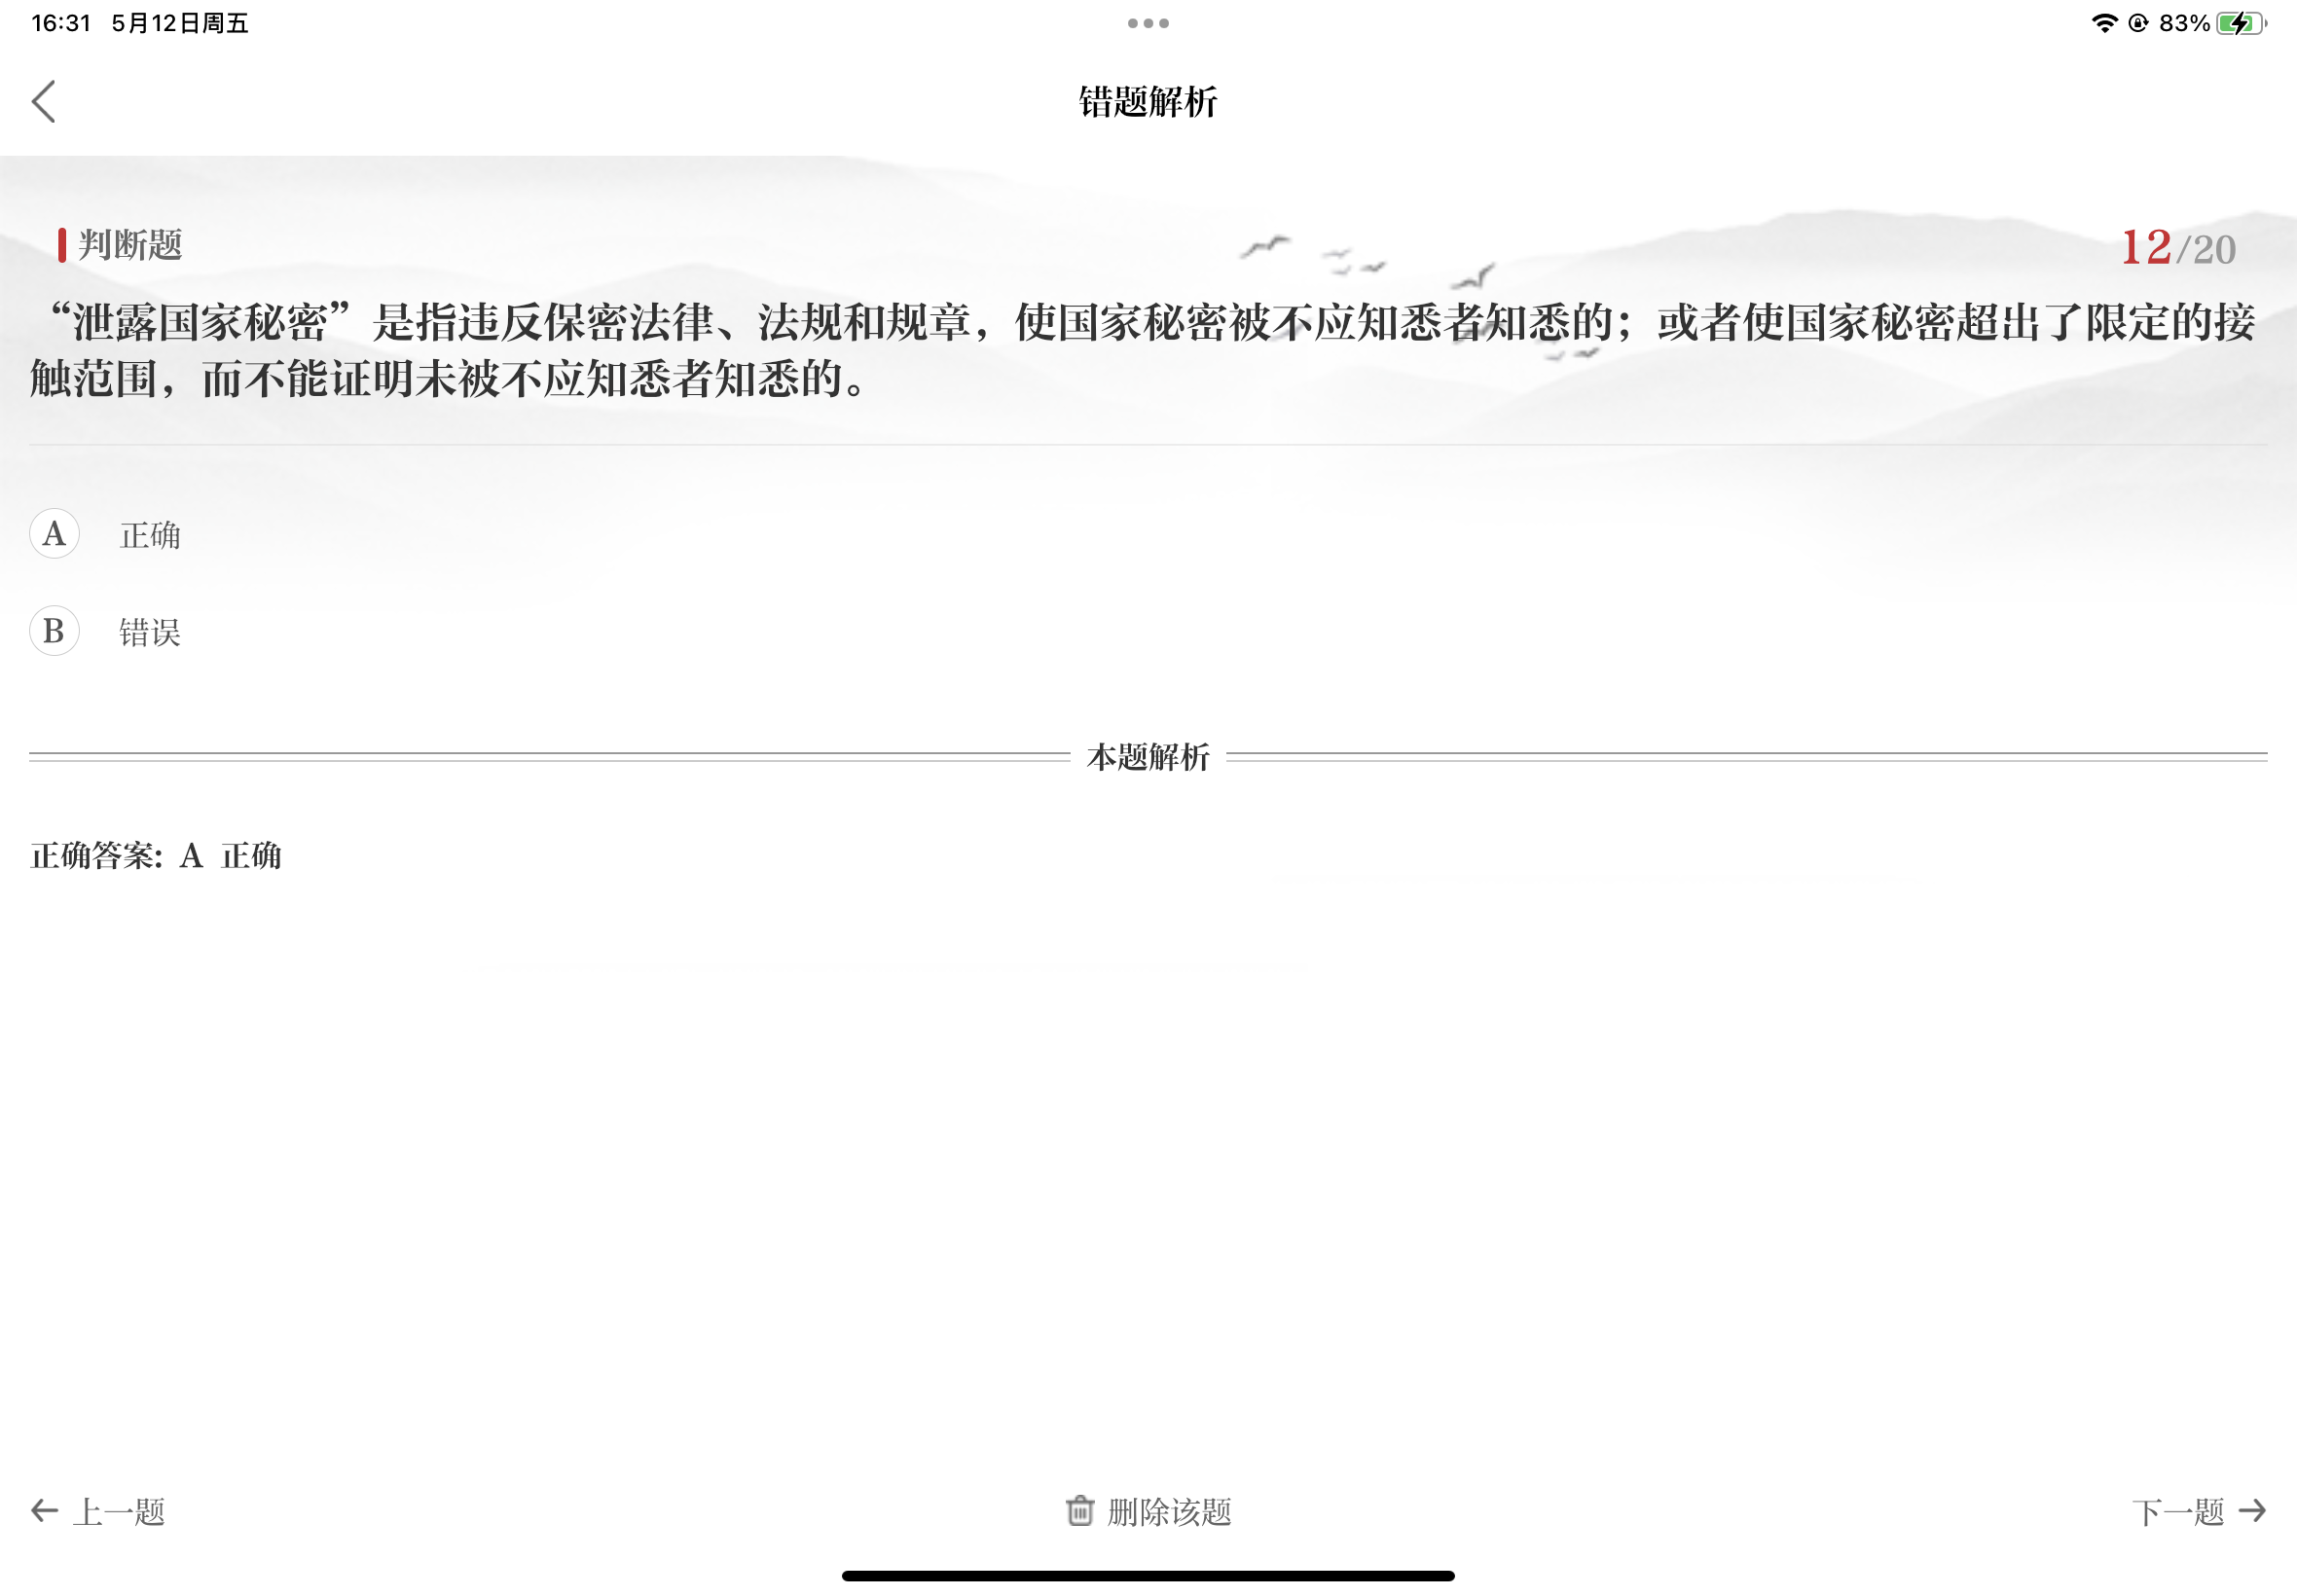 16:31 5月12日周五
83%
错题解析
判断题
12/20
“泄露国家秘密”是指违反保密法律、法规和规章，使国家秘密被不应知悉者知悉的；或者使国家秘密超出了限定的接
触范围，而不能证明未被不应知悉者知悉的。
A 正确
B 错误
本题解析
正确答案: A 正确
上一题
删除该题
下一题